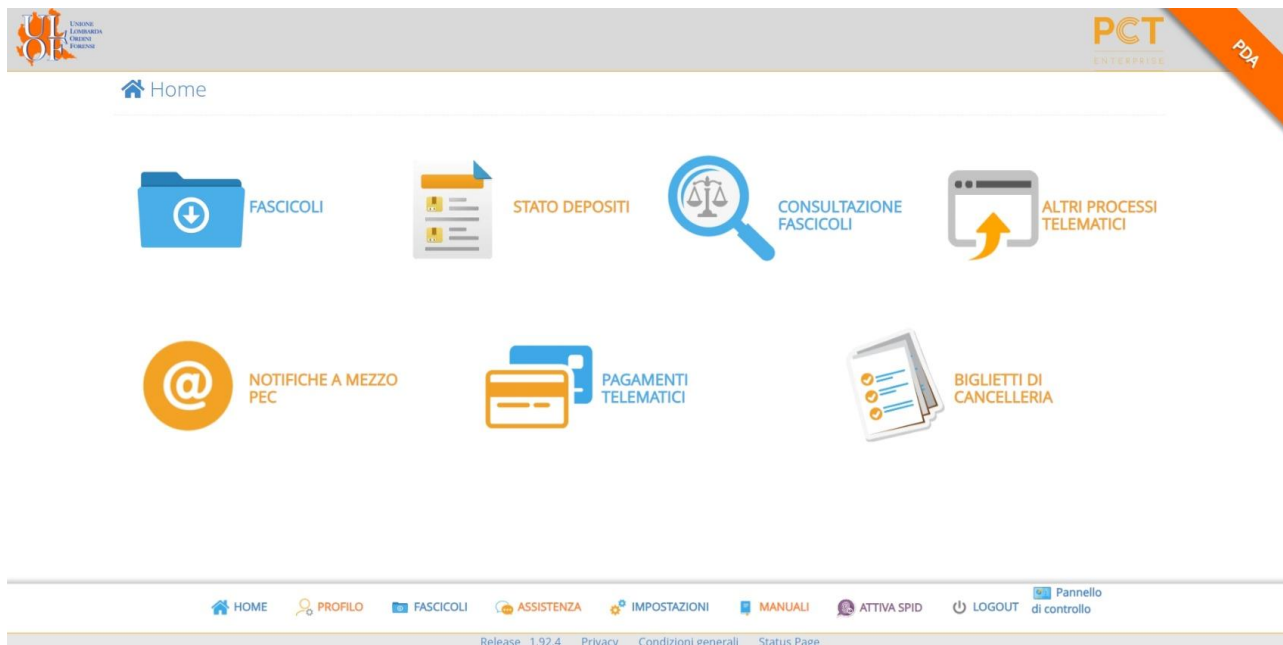 UL
OF
UNIONE
LOMBARDA
ORDINI
FORENSI
PCT
ENTERPRISE
PDA
Home
FASCICOLI
STATO DEPOSITI
CONSULTAZIONE
FASCICOLI
ALTRI PROCESSI
TELEMATICI
@
NOTIFICHE A MEZZO
PEC
PAGAMENTI
TELEMATICI
BIGLIETTI DI
CANCELLERIA
HOME PROFILO FASCICOLI ASSISTENZA IMPOSTAZIONI MANUALI ATTIVA SPID LOGOUT Pannello
di controllo
Release 1.92.4 Privacy Condizioni generali Status Page